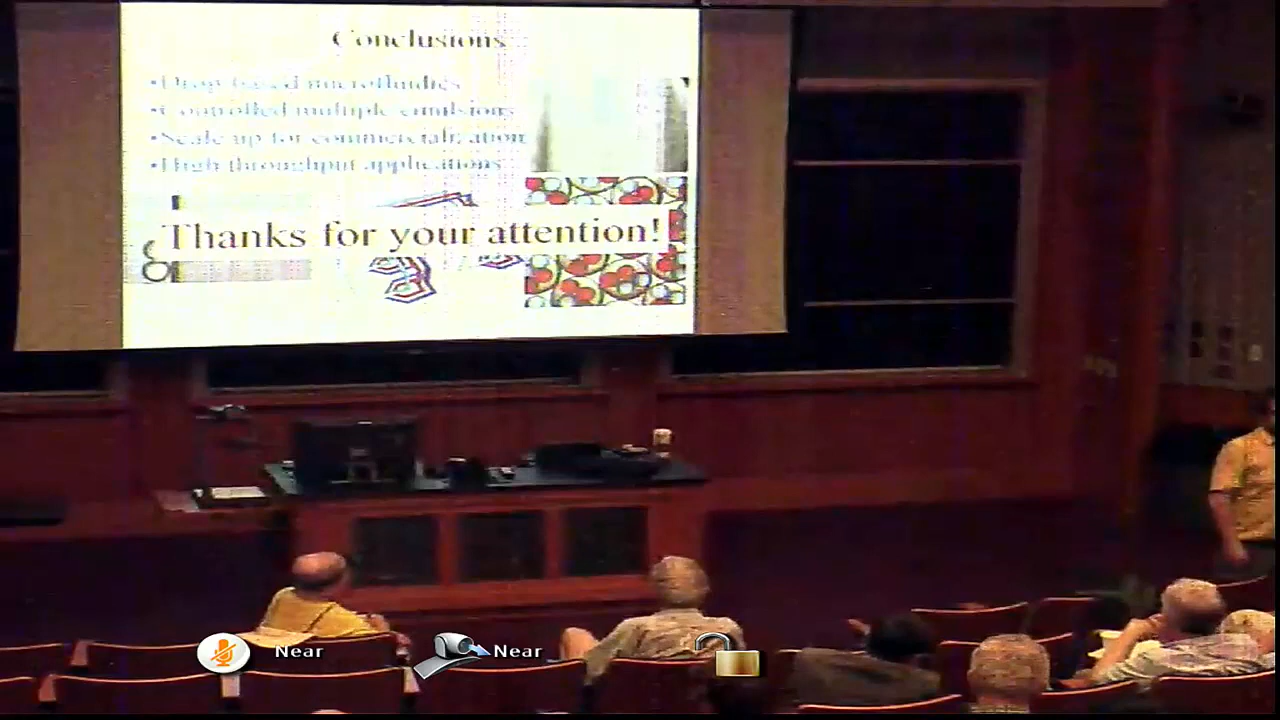 Conclusions
•Drop based microfluidics
•Controlled multiple emulsions
•Scale up for commercialization
•High throughput applications
Thanks for your attention!
Near
Near